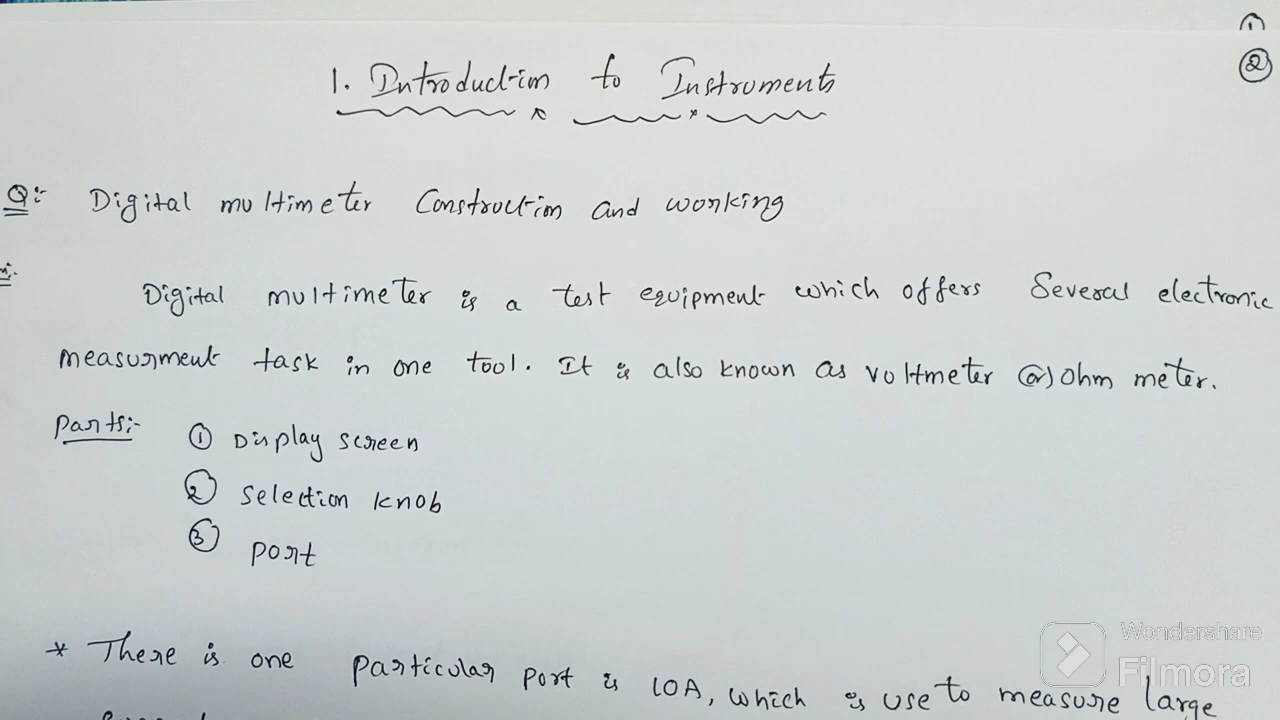 ①
②
1. Introduction to Instruments
Q:- Digital multimeter Construction and working
Digital multimeter is a test equipment which offers Several electronic
measurment task in one tool. It is also known as voltmeter (or) Ohm meter.
Parts:-
① Display screen
② Selection knob
③ Port
* There is one particular port is 10A, which is use to measure large
Wondershare
Filmora